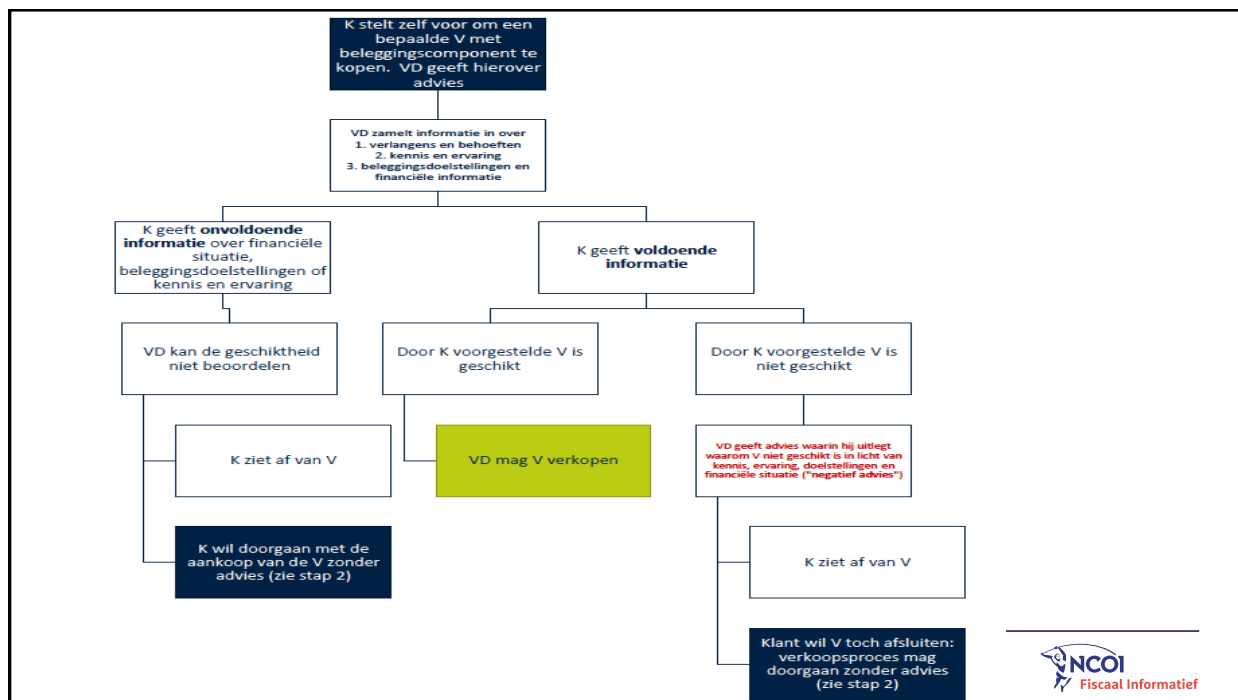 K stelt zelf voor om een
bepaalde V met
beleggingscomponent te
kopen. VD geeft hierover
advies
VD zamelt informatie in over
1. verlangens en behoeften
2. kennis en ervaring
3. beleggingsdoelstellingen en
financiële informatie
K geeft onvoldoende
informatie over financiële
situatie,
beleggingsdoelstellingen of
kennis en ervaring
K geeft voldoende
informatie
VD kan de geschiktheid
niet beoordelen
Door K voorgestelde V is
geschikt
Door K voorgestelde V is
niet geschikt
K ziet af van V
VD mag V verkopen
VD geeft advies waarin hij uitlegt
waarom V niet geschikt is in licht van
kennis, ervaring, doelstellingen en
financiële situatie ("negatief advies")
K wil doorgaan met de
aankoop van de V zonder
advies (zie stap 2)
K ziet af van V
Klant wil V toch afsluiten:
verkoopsproces mag
doorgaan zonder advies
(zie stap 2)
NCOI
Fiscaal Informatief